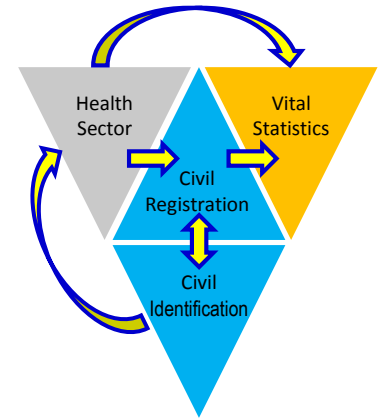 Health
Sector
Vital
Statistics
Civil
Registration
Civil
Identification